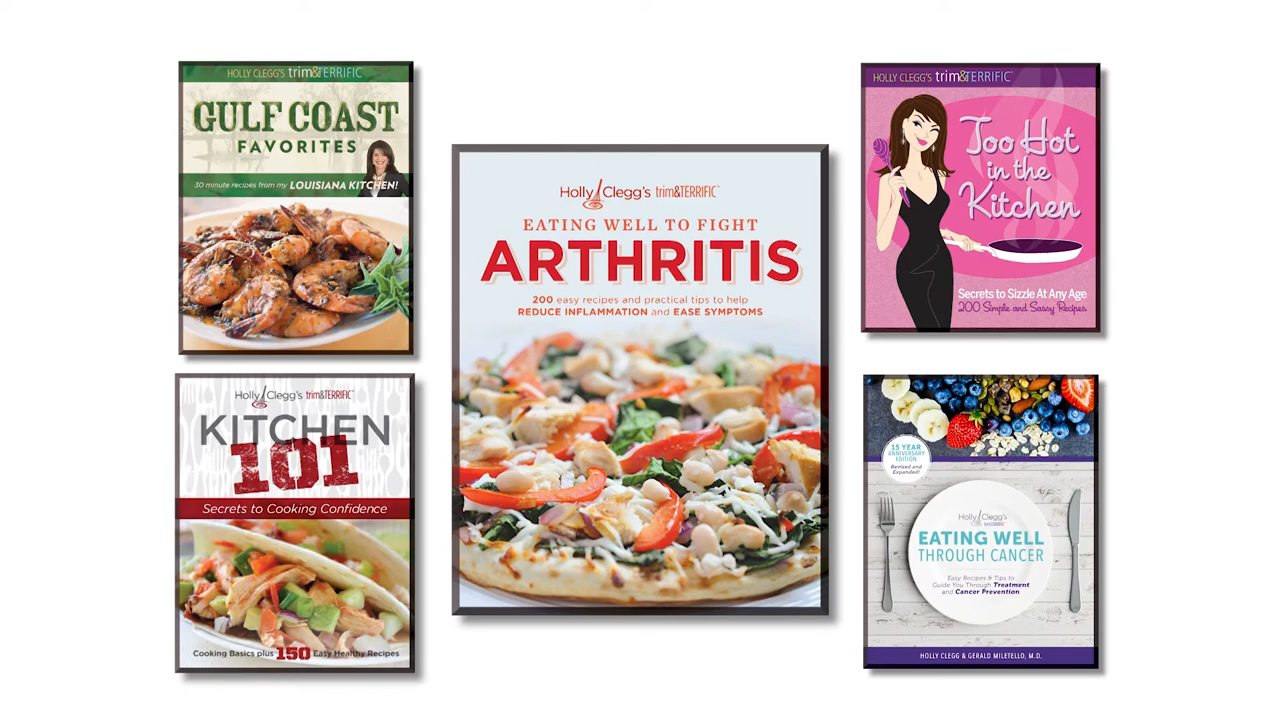 HOLLY CLEGG'S trim&TERRIFIC™
GULF COAST
FAVORITES
30 minute recipes from my LOUISIANA KITCHEN!
Holly Clegg's trim&TERRIFIC™
KITCHEN
101
Secrets to Cooking Confidence
Cooking Basics plus 150 Easy Healthy Recipes
Holly Clegg's trim&TERRIFIC™
EATING WELL TO FIGHT
ARTHRITIS
200 easy recipes and practical tips to help
REDUCE INFLAMMATION and EASE SYMPTOMS
HOLLY CLEGG'S trim&TERRIFIC™
Too Hot
in the
Kitchen
Secrets to Sizzle At Any Age
200 Simple and Sassy Recipes
15 YEAR
ANNIVERSARY
EDITION
Revised and
Expanded!
Holly Clegg's
EATING WELL
THROUGH CANCER
Easy Recipes & Tips to
Guide You Through Treatment
and Cancer Prevention
HOLLY CLEGG & GERALD MILETELLO, M.D.